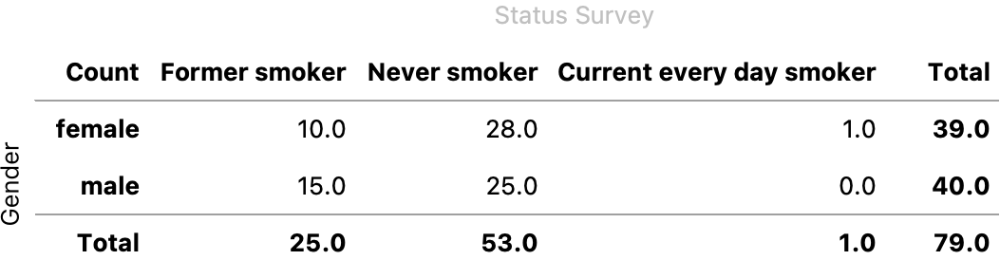 Status Survey
Count Former smoker Never smoker Current every day smoker Total
female 10.0 28.0 1.0 39.0
Gender
male 15.0 25.0 0.0 40.0
Total 25.0 53.0 1.0 79.0